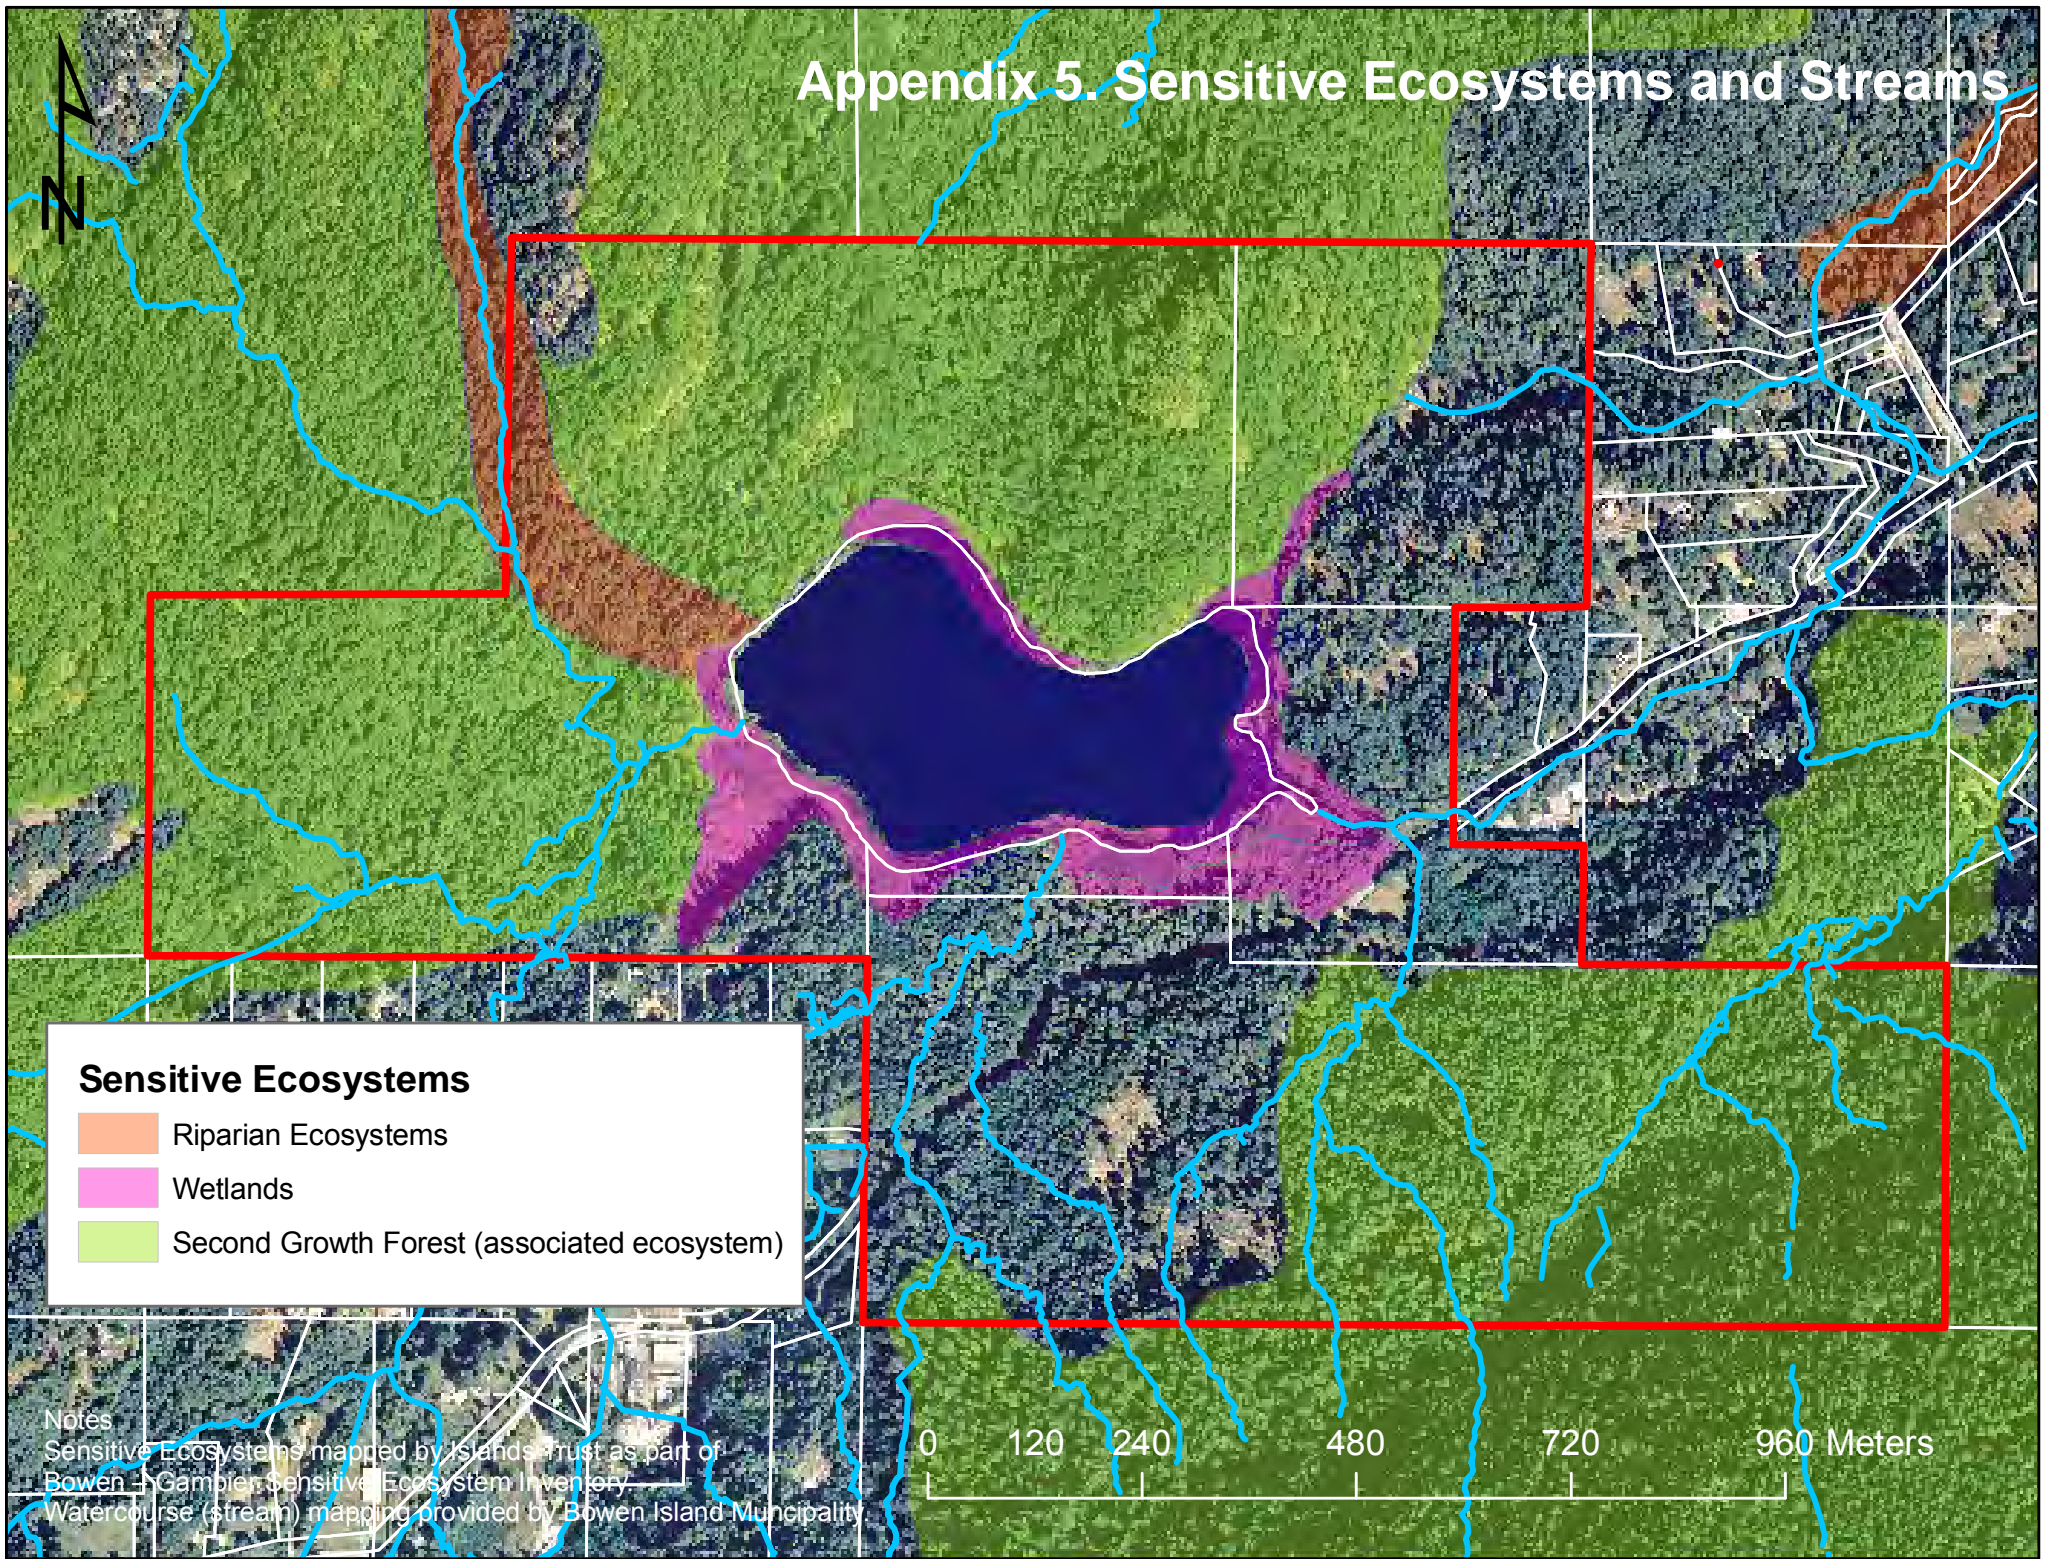 Appendix 5. Sensitive Ecosystems and Streams
N
Sensitive Ecosystems
Riparian Ecosystems
Wetlands
Second Growth Forest (associated ecosystem)
Notes
Sensitive Ecosystems mapped by Islands Trust as part of
Bowen - Gambier Sensitive Ecosystem Inventory.
Watercourse (stream) mapping provided by Bowen Island Muncipality.
0 120 240 480 720 960 Meters